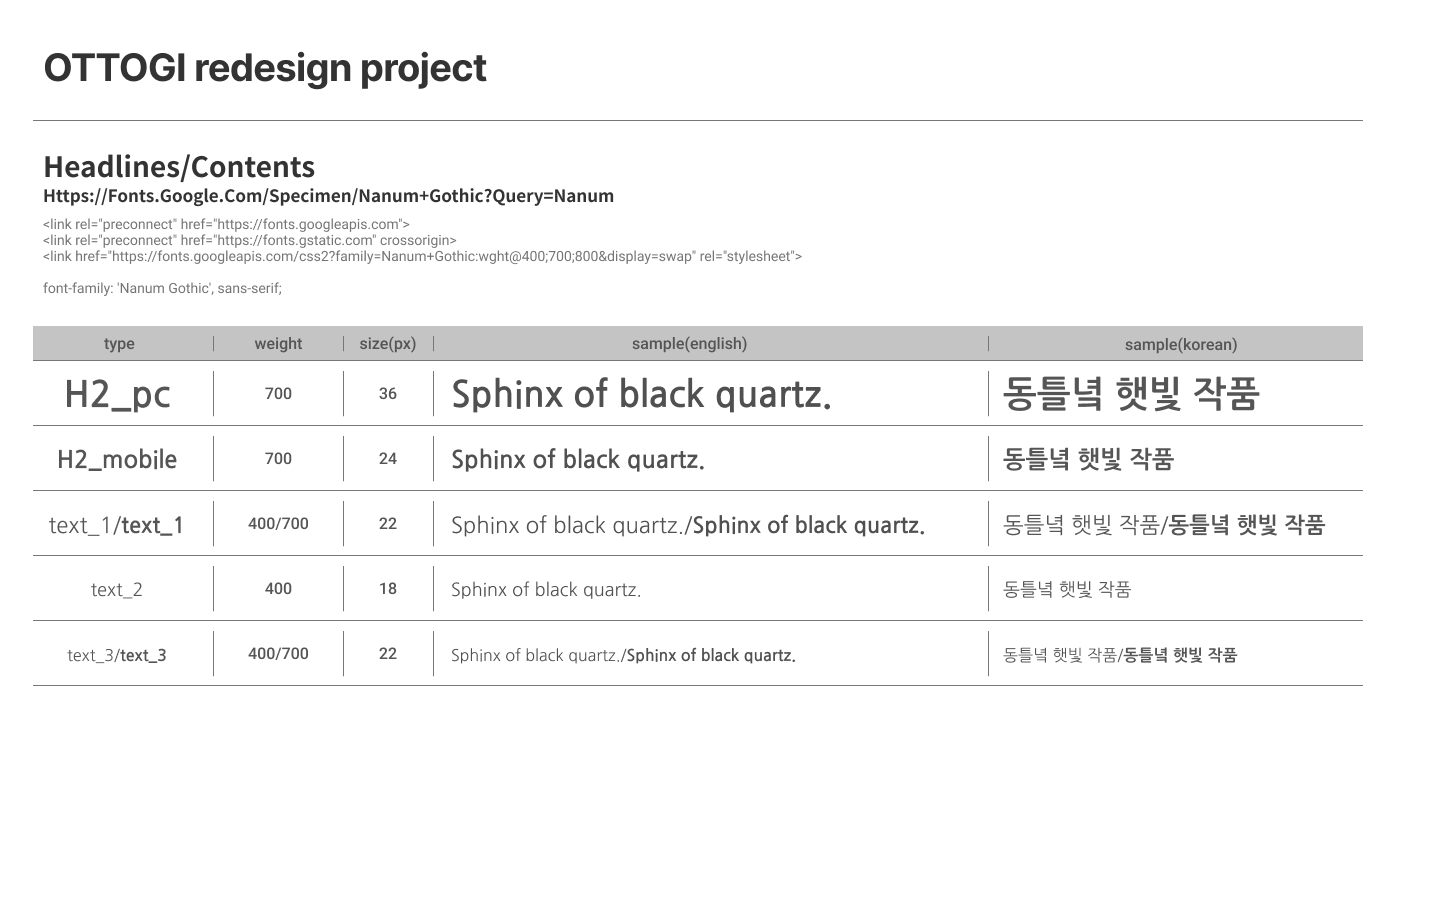 OTTOGI redesign project
Headlines/Contents
Https://Fonts.Google.Com/Specimen/Nanum+Gothic?Query=Nanum
<link rel="preconnect" href="https://fonts.googleapis.com">
<link rel="preconnect" href="https://fonts.gstatic.com" crossorigin>
<link href="https://fonts.googleapis.com/css2?family=Nanum+Gothic:wght@400;700;800&display=swap" rel="stylesheet">
font-family: 'Nanum Gothic', sans-serif;
type weight size(px) sample(english) sample(korean)
H2_pc 700 36 Sphinx of black quartz. 동틀녘 햇빛 작품
H2_mobile 700 24 Sphinx of black quartz. 동틀녘 햇빛 작품
text_1/text_1 400/700 22 Sphinx of black quartz./Sphinx of black quartz. 동틀녘 햇빛 작품/동틀녘 햇빛 작품
text_2 400 18 Sphinx of black quartz. 동틀녘 햇빛 작품
text_3/text_3 400/700 22 Sphinx of black quartz./Sphinx of black quartz. 동틀녘 햇빛 작품/동틀녘 햇빛 작품